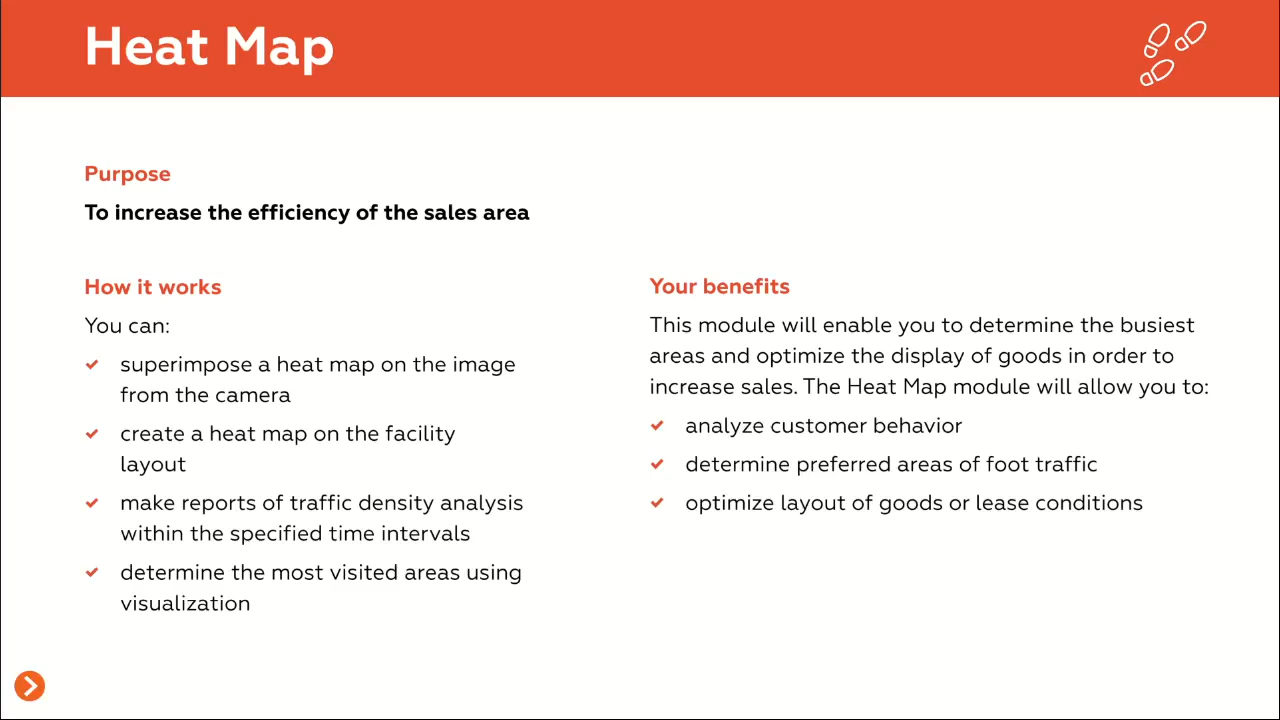 Heat Map
Purpose
To increase the efficiency of the sales area
How it works
You can:
superimpose a heat map on the image
from the camera
create a heat map on the facility
layout
make reports of traffic density analysis
within the specified time intervals
determine the most visited areas using
visualization
Your benefits
This module will enable you to determine the busiest
areas and optimize the display of goods in order to
increase sales. The Heat Map module will allow you to:
analyze customer behavior
determine preferred areas of foot traffic
optimize layout of goods or lease conditions